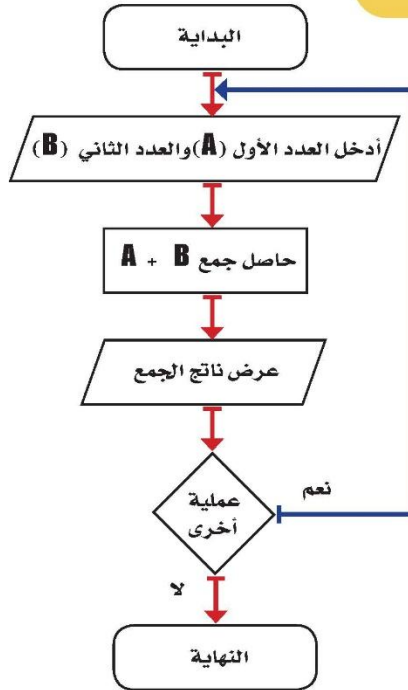 البداية
أدخل العدد الأول (A) والعدد الثاني (B)
حاصل جمع A + B
عرض ناتج الجمع
عملية
أخرى
نعم
لا
النهاية